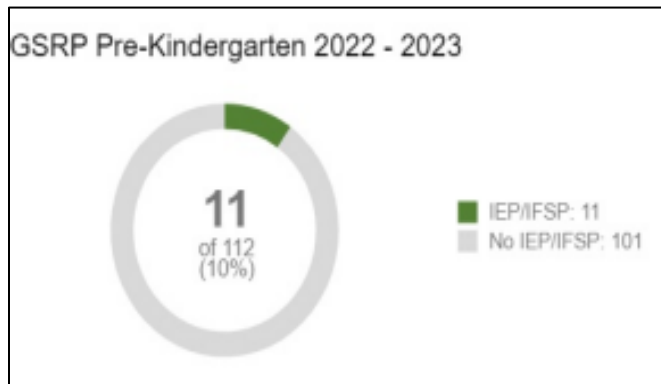 GSRP Pre-Kindergarten 2022 - 2023
11
of 112
(10%)
IEP/IFSP: 11
No IEP/IFSP: 101